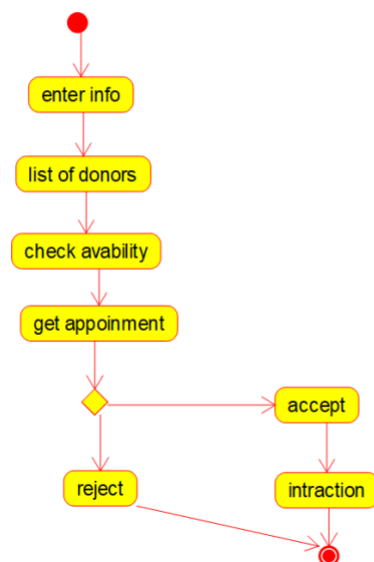 enter info
list of donors
check avability
get appoinment
accept
reject
intraction